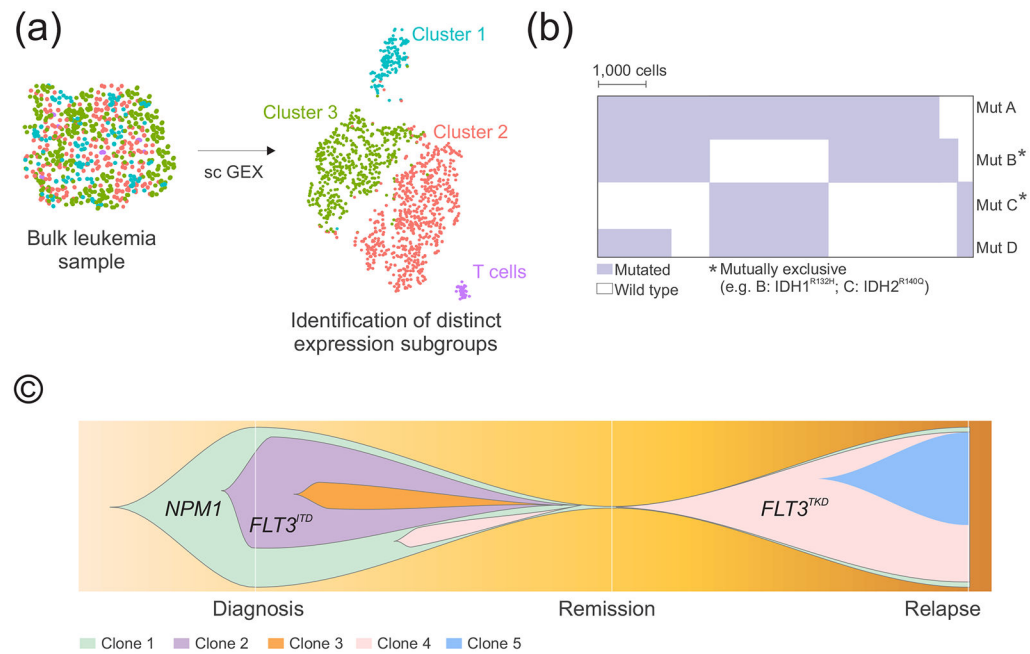 (a)
Cluster 1
Cluster 3
Cluster 2
sc GEX
Bulk leukemia
sample
T cells
Identification of distinct
expression subgroups
(b)
1,000 cells
Mut A
Mut B*
Mut C*
Mut D
Mutated
Wild type
* Mutually exclusive
(e.g. B: IDH1R132H; C: IDH2R140Q)
©
NPM1
FLT3ITD
FLT3TKD
Diagnosis
Remission
Relapse
Clone 1
Clone 2
Clone 3
Clone 4
Clone 5